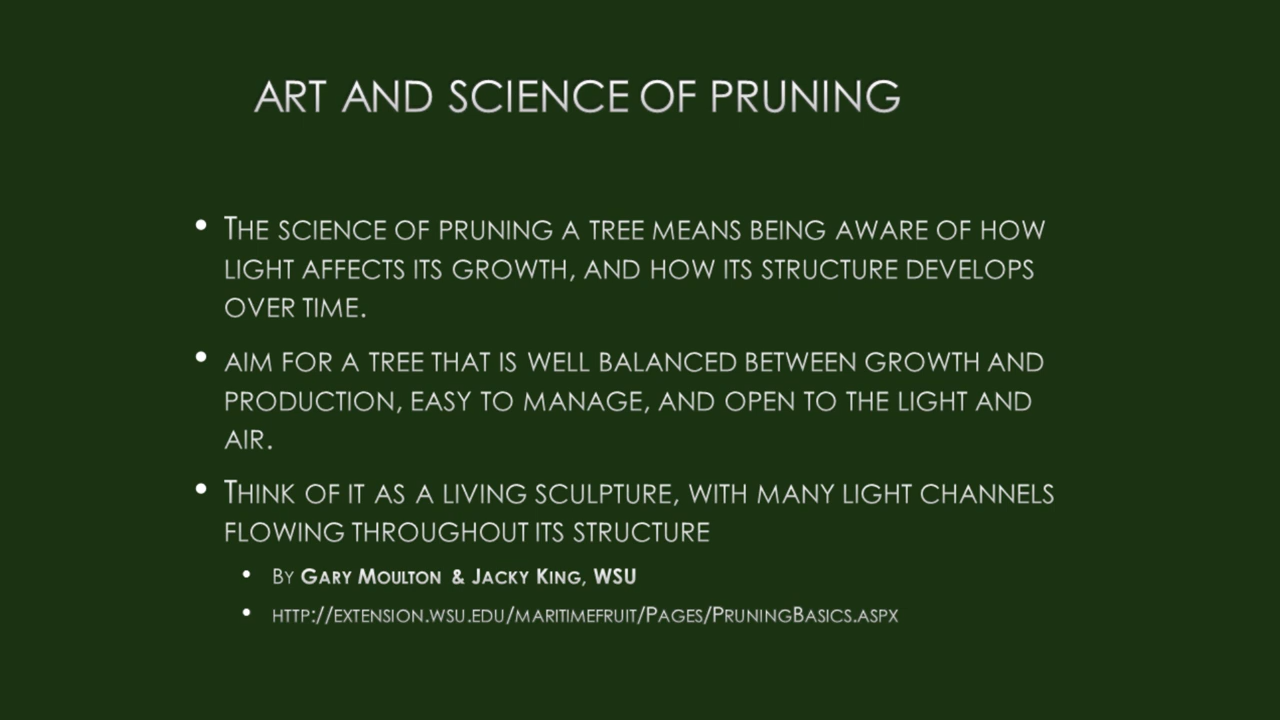 ART AND SCIENCE OF PRUNING
• THE SCIENCE OF PRUNING A TREE MEANS BEING AWARE OF HOW
LIGHT AFFECTS ITS GROWTH, AND HOW ITS STRUCTURE DEVELOPS
OVER TIME.
• AIM FOR A TREE THAT IS WELL BALANCED BETWEEN GROWTH AND
PRODUCTION, EASY TO MANAGE, AND OPEN TO THE LIGHT AND
AIR.
• THINK OF IT AS A LIVING SCULPTURE, WITH MANY LIGHT CHANNELS
FLOWING THROUGHOUT ITS STRUCTURE
• BY GARY MOULTON & JACKY KING, WSU
• HTTP://EXTENSION.WSU.EDU/MARITIMEFRUIT/PAGES/PRUNINGBASICS.ASPX